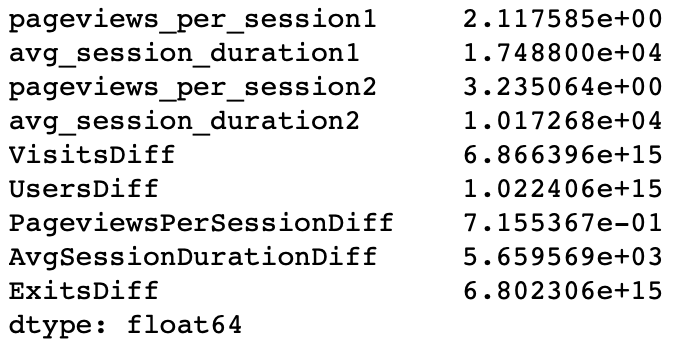 pageviews_per_session1 2.117585e+00
avg_session_duration1 1.748800e+04
pageviews_per_session2 3.235064e+00
avg_session_duration2 1.017268e+04
VisitsDiff 6.866396e+15
UsersDiff 1.022406e+15
PageviewsPerSessionDiff 7.155367e-01
AvgSessionDurationDiff 5.659569e+03
ExitsDiff 6.802306e+15
dtype: float64